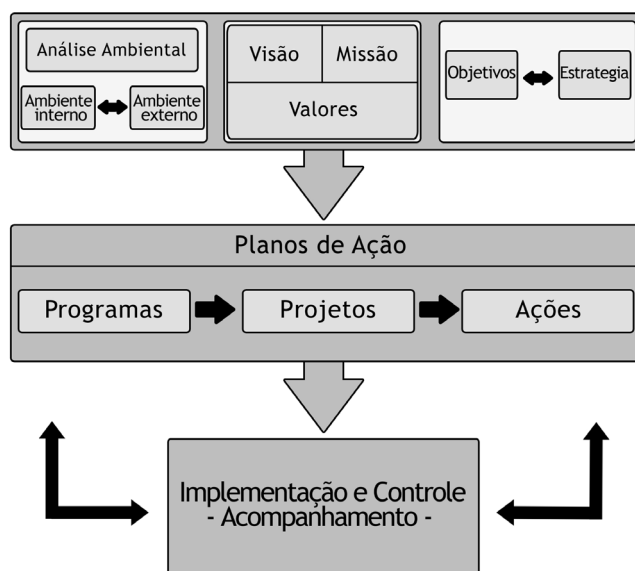 Análise Ambiental
Ambiente
interno
Ambiente
externo
Visão
Missão
Valores
Objetivos
Estrategia
Planos de Ação
Programas
Projetos
Ações
Implementação e Controle
- Acompanhamento -